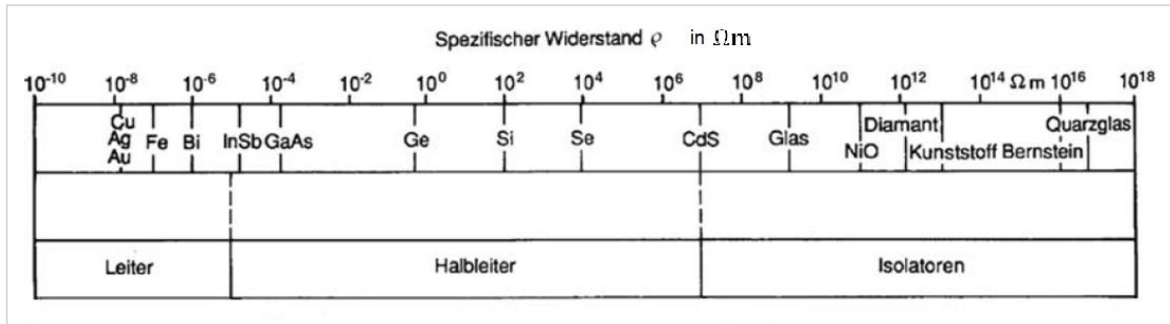 Spezifischer Widerstand ϱ in Ωm
10⁻¹⁰ 10⁻⁸ 10⁻⁶ 10⁻⁴ 10⁻² 10⁰ 10² 10⁴ 10⁶ 10⁸ 10¹⁰ 10¹² 10¹⁴ Ωm 10¹⁶ 10¹⁸
Cu Diamant Quarzglas
Ag Fe Bi InSb GaAs Ge Si Se CdS Glas
Au NiO Kunststoff Bernstein
Leiter Halbleiter Isolatoren